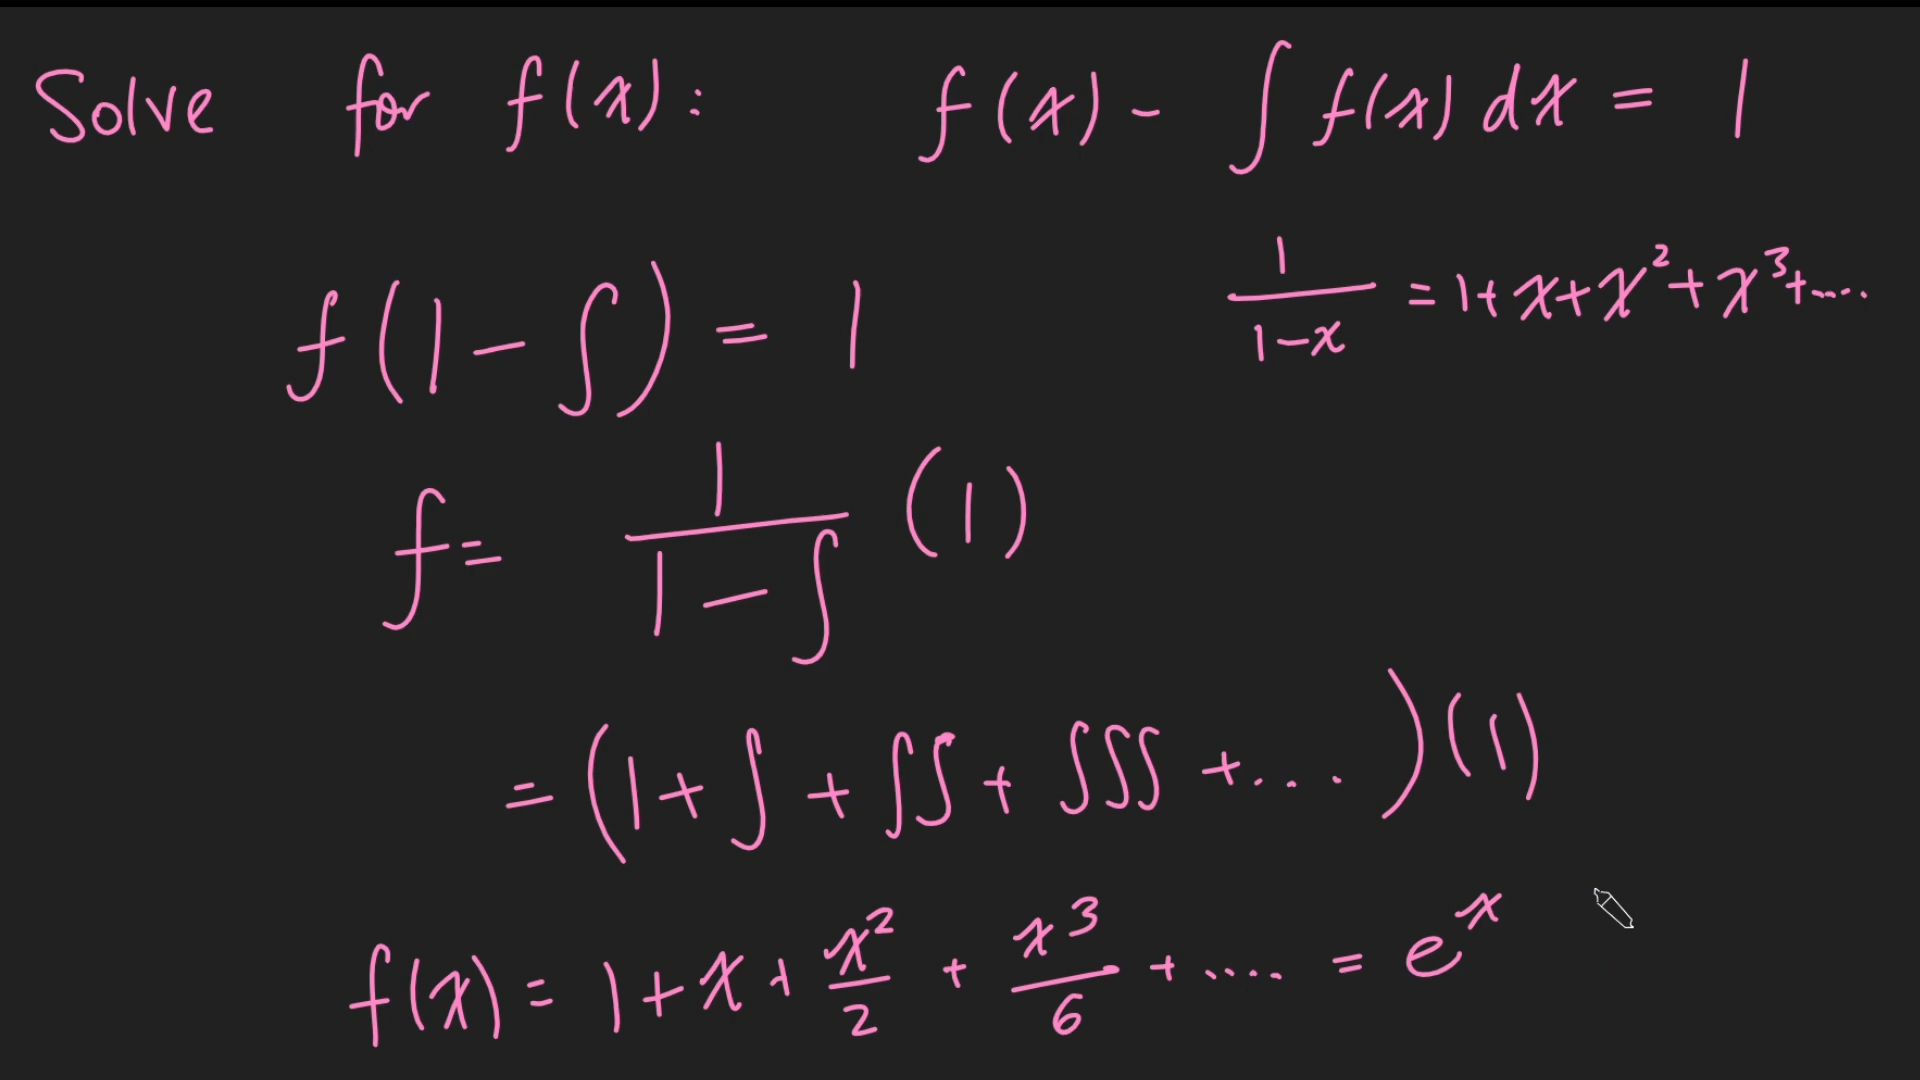 Solve for f(x): f(x) - ∫ f(x) dx = 1
f(1 - ∫) = 1
1/(1-x) = 1 + x + x² + x³ + ....
f = 1/(1 - ∫) (1)
= (1 + ∫ + ∫∫ + ∫∫∫ + ....)(1)
f(x) = 1 + x + x²/2 + x³/6 + ..... = eˣ